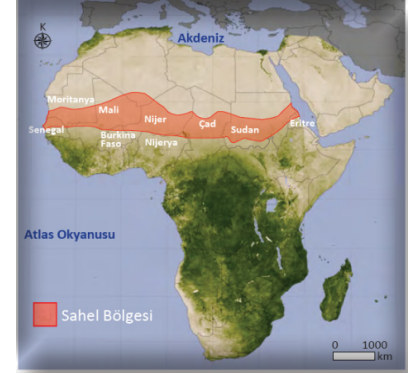 K
Akdeniz
Moritanya
Mali
Nijer
Çad
Sudan
Eritre
Senegal
Burkina
Faso
Nijerya
Atlas Okyanusu
Sahel Bölgesi
0 1000
km